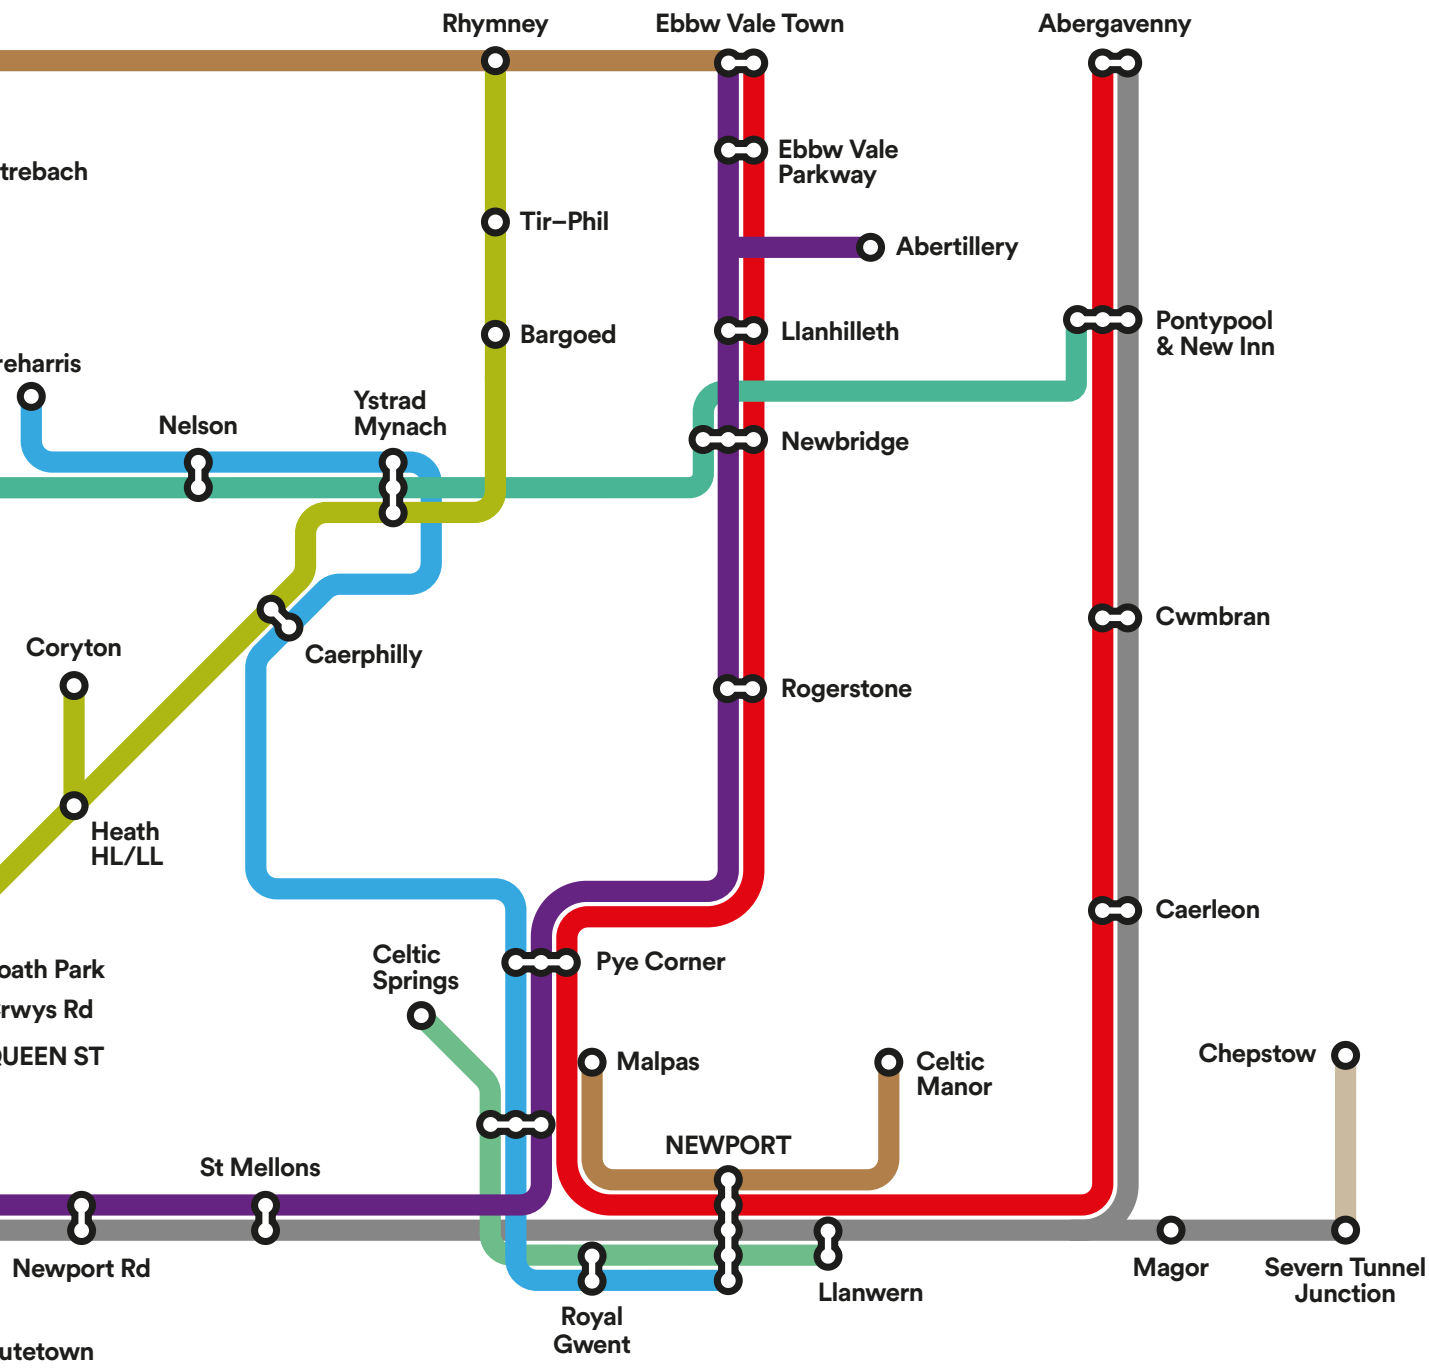 Rhymney
Ebbw Vale Town
Abergavenny
Ebbw Vale
Parkway
trebach
Tir–Phil
Abertillery
Bargoed
Llanhilleth
Pontypool
& New Inn
reharris
Ystrad
Mynach
Nelson
Newbridge
Cwmbran
Coryton
Caerphilly
Rogerstone
Heath
HL/LL
Caerleon
Celtic
Springs
Pye Corner
oath Park
rwys Rd
QUEEN ST
Malpas
Celtic
Manor
Chepstow
NEWPORT
St Mellons
Newport Rd
Magor
Severn Tunnel
Junction
Llanwern
Royal
Gwent
utetown